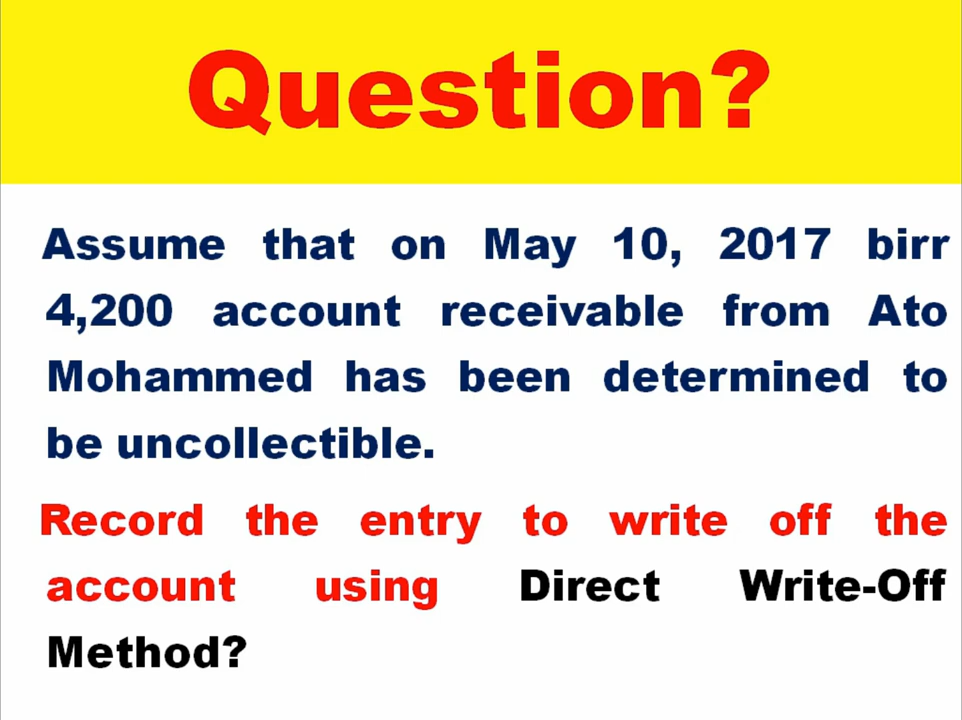 Question?
Assume that on May 10, 2017 birr
4,200 account receivable from Ato
Mohammed has been determined to
be uncollectible.
Record the entry to write off the
account using Direct Write-Off
Method?